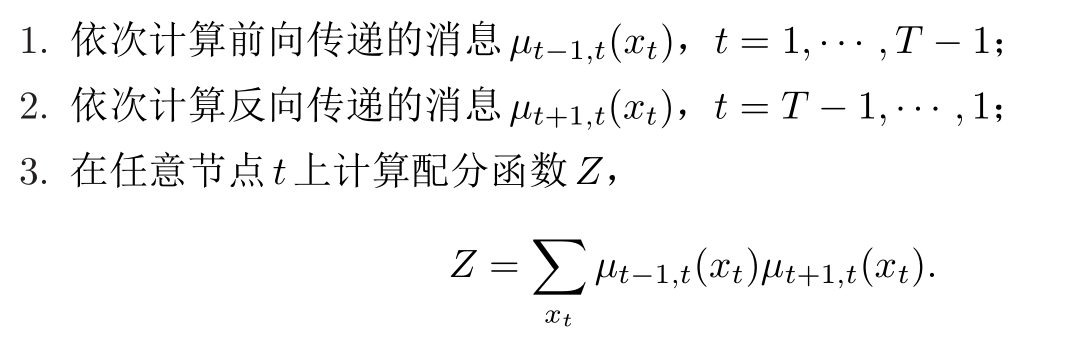 1. 依次计算前向传递的消息 μ_{t−1,t}(x_t)，t = 1, ⋯ , T − 1；
2. 依次计算反向传递的消息 μ_{t+1,t}(x_t)，t = T − 1, ⋯ , 1；
3. 在任意节点 t 上计算配分函数 Z，
Z = ∑_{x_t} μ_{t−1,t}(x_t)μ_{t+1,t}(x_t).